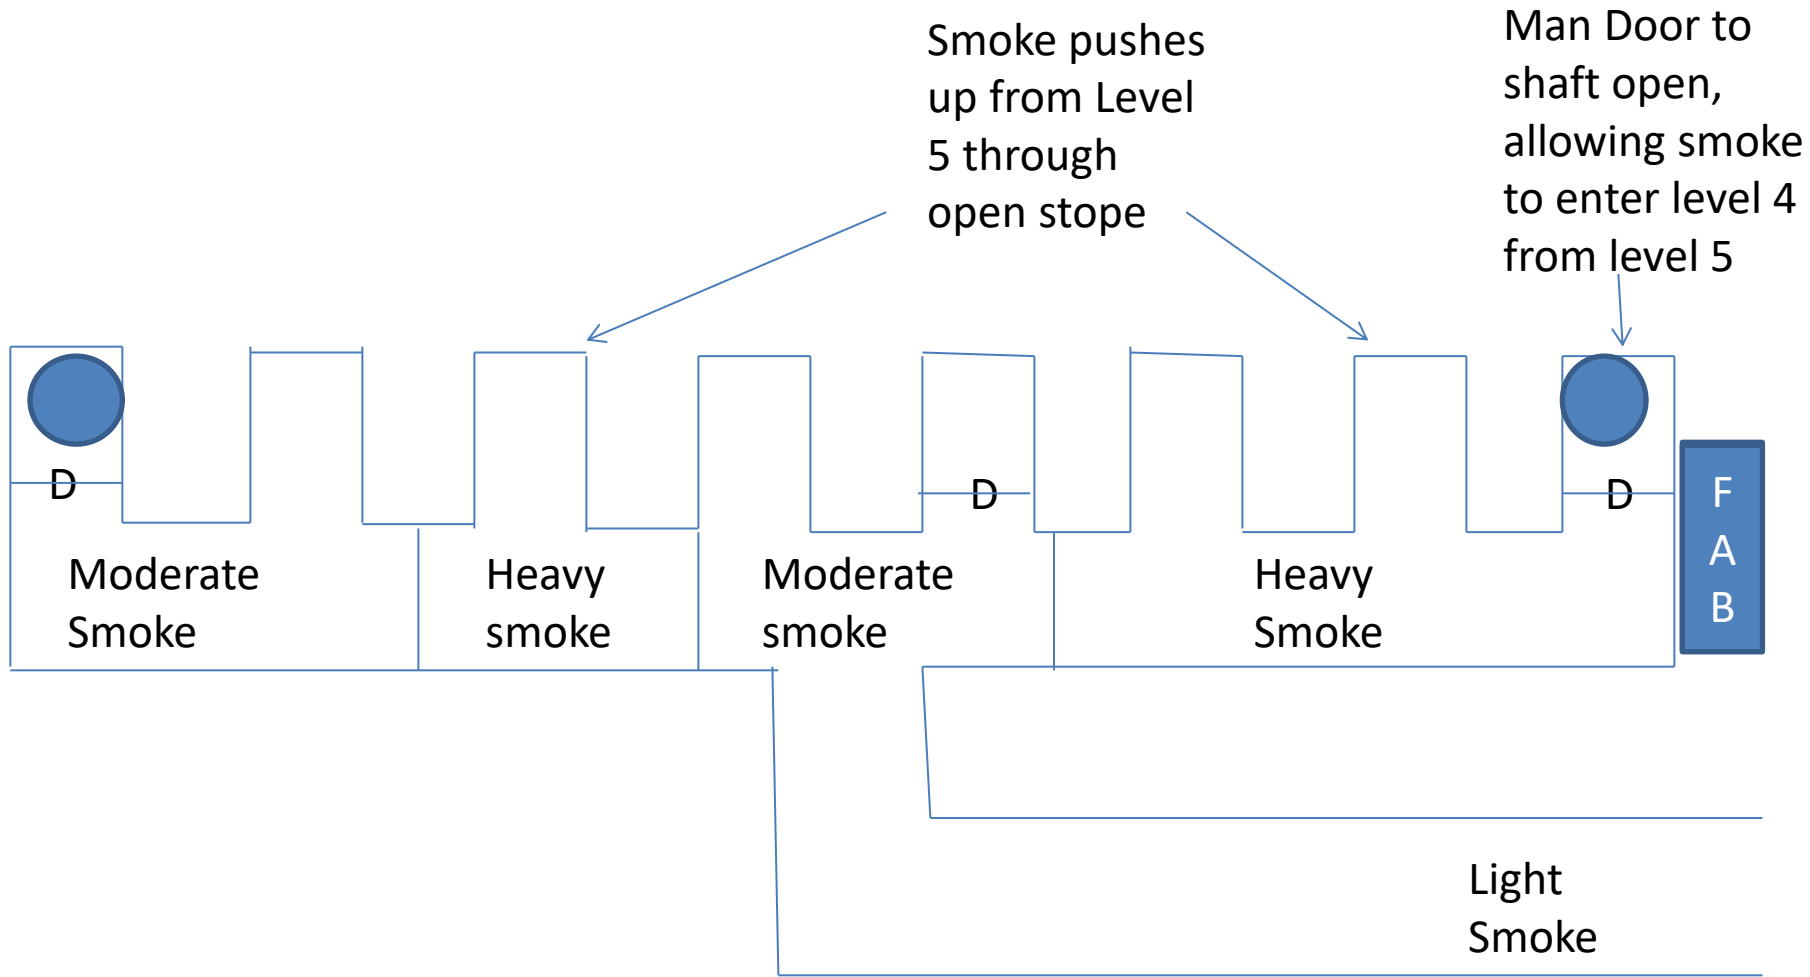 Smoke pushes
up from Level
5 through
open stope
Man Door to
shaft open,
allowing smoke
to enter level 4
from level 5
D
D
D
F
A
B
Moderate
Smoke
Heavy
smoke
Moderate
smoke
Heavy
Smoke
Light
Smoke